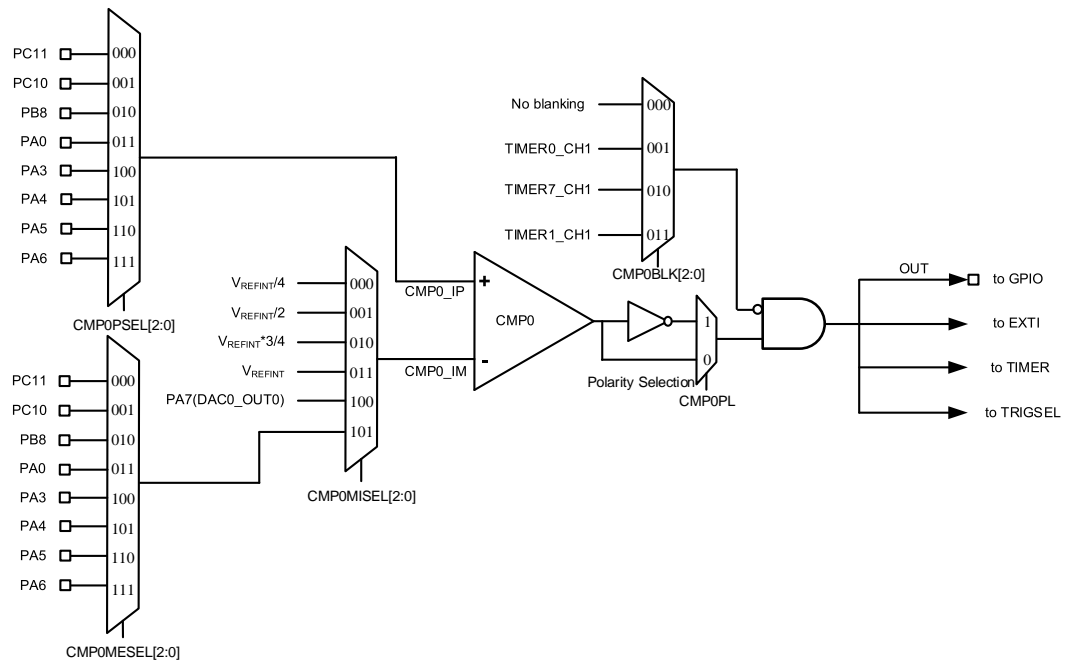 PC11
000
PC10
001
PB8
010
PA0
011
PA3
100
PA4
101
PA5
110
PA6
111
CMP0PSEL[2:0]
PC11
000
PC10
001
PB8
010
PA0
011
PA3
100
PA4
101
PA5
110
PA6
111
CMP0MESEL[2:0]
VREFINT/4
000
VREFINT/2
001
VREFINT*3/4
010
VREFINT
011
PA7(DAC0_OUT0)
100
101
CMP0MISEL[2:0]
CMP0_IP
CMP0_IM
+
CMP0
-
No blanking
000
TIMER0_CH1
001
TIMER7_CH1
010
TIMER1_CH1
011
CMP0BLK[2:0]
1
0
Polarity Selection
CMP0PL
OUT
to GPIO
to EXTI
to TIMER
to TRIGSEL